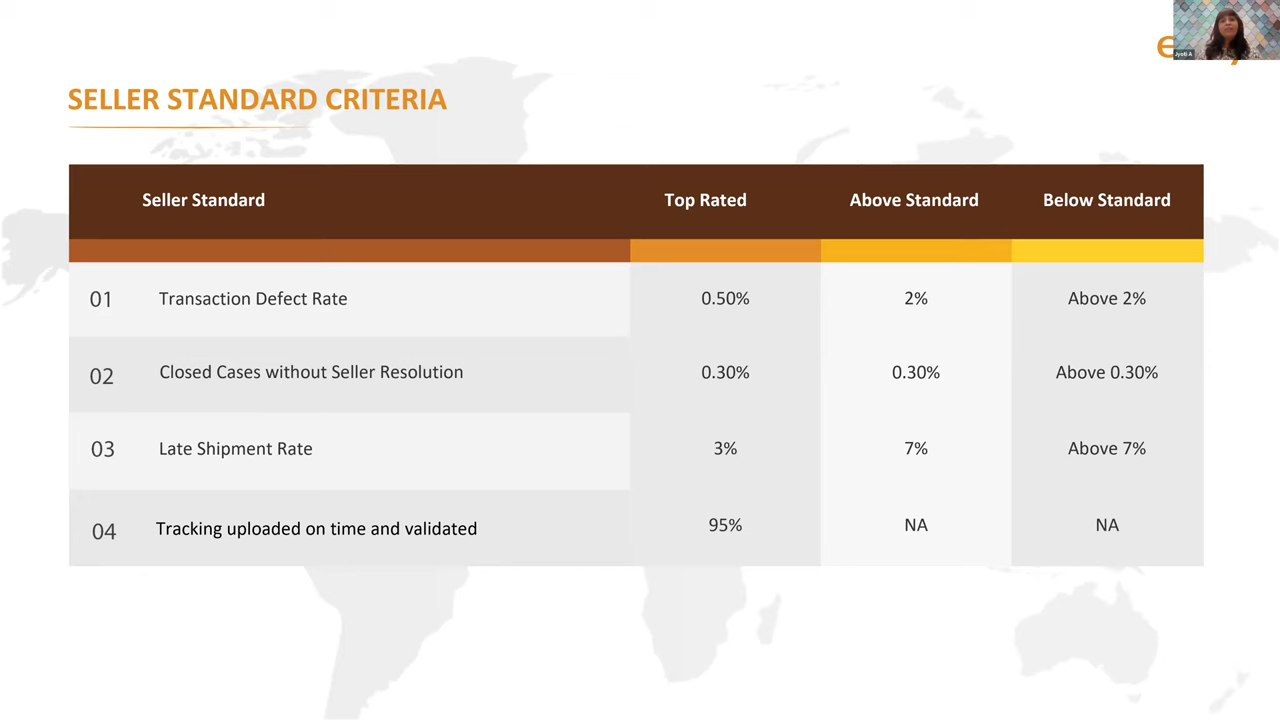 Jyoti A
SELLER STANDARD CRITERIA
Seller Standard Top Rated Above Standard Below Standard
01 Transaction Defect Rate 0.50% 2% Above 2%
02 Closed Cases without Seller Resolution 0.30% 0.30% Above 0.30%
03 Late Shipment Rate 3% 7% Above 7%
04 Tracking uploaded on time and validated 95% NA NA